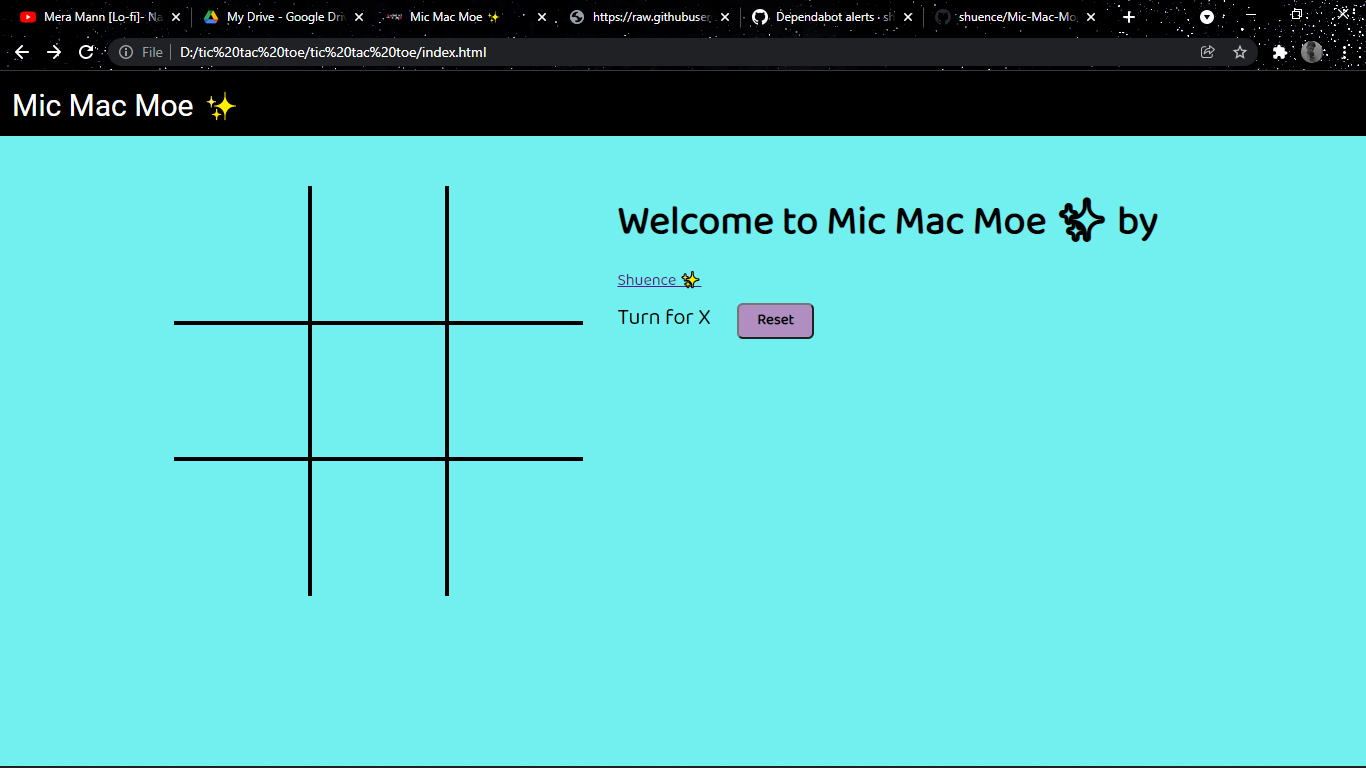 Mera Mann [Lo-fi]- Na
My Drive - Google Dri
Mic Mac Moe ✨
https://raw.githubuser
Dependabot alerts · sh
shuence/Mic-Mac-Mo
File
D:/tic%20tac%20toe/tic%20tac%20toe/index.html
Mic Mac Moe ✨
Welcome to Mic Mac Moe ✨ by
Shuence ✨
Turn for X
Reset